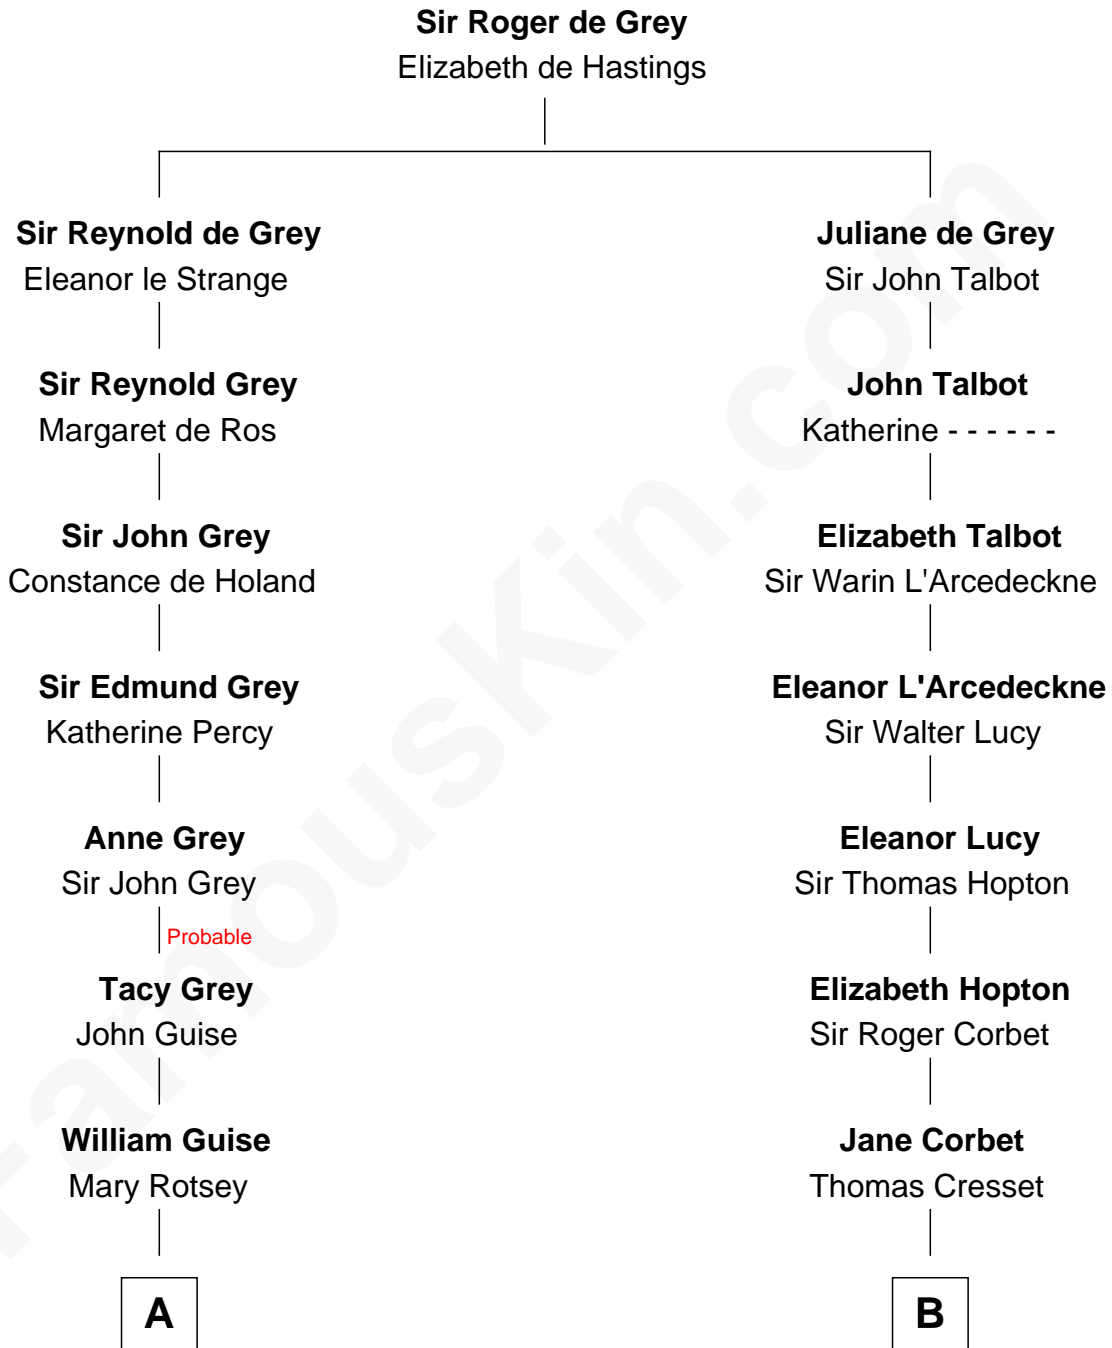 Sir Roger de Grey
Elizabeth de Hastings
Sir Reynold de Grey
Eleanor le Strange
Sir Reynold Grey
Margaret de Ros
Sir John Grey
Constance de Holand
Sir Edmund Grey
Katherine Percy
Anne Grey
Sir John Grey
Probable
Tacy Grey
John Guise
William Guise
Mary Rotsey
A
Juliane de Grey
Sir John Talbot
John Talbot
Katherine - - - - - -
Elizabeth Talbot
Sir Warin L'Arcedeckne
Eleanor L'Arcedeckne
Sir Walter Lucy
Eleanor Lucy
Sir Thomas Hopton
Elizabeth Hopton
Sir Roger Corbet
Jane Corbet
Thomas Cresset
B
FamousKin.com